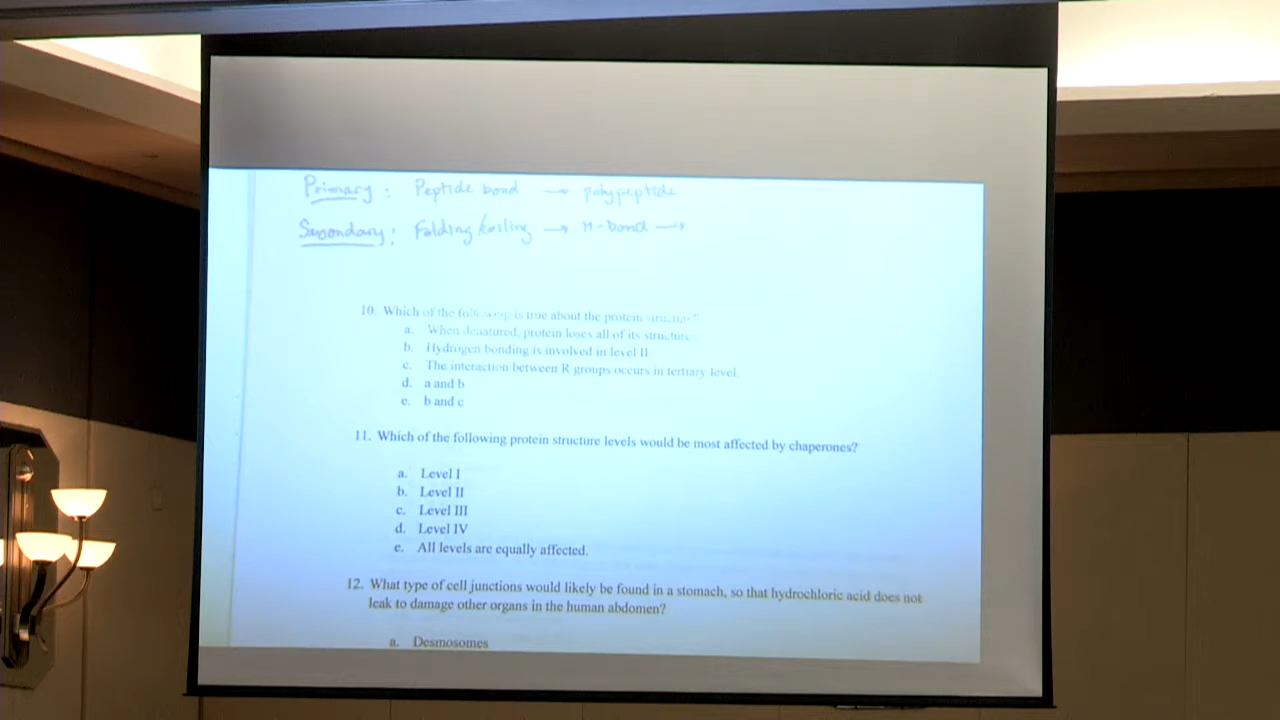 Primary : Peptide bond → polypeptide
Secondary : Folding/coiling → H-bond →
10. Which of the following is true about the protein structure?
a. When denatured, protein loses all of its structure.
b. Hydrogen bonding is involved in level II.
c. The interaction between R groups occurs in tertiary level.
d. a and b
e. b and c
11. Which of the following protein structure levels would be most affected by chaperones?
a. Level I
b. Level II
c. Level III
d. Level IV
e. All levels are equally affected.
12. What type of cell junctions would likely be found in a stomach, so that hydrochloric acid does not
leak to damage other organs in the human abdomen?
a. Desmosomes